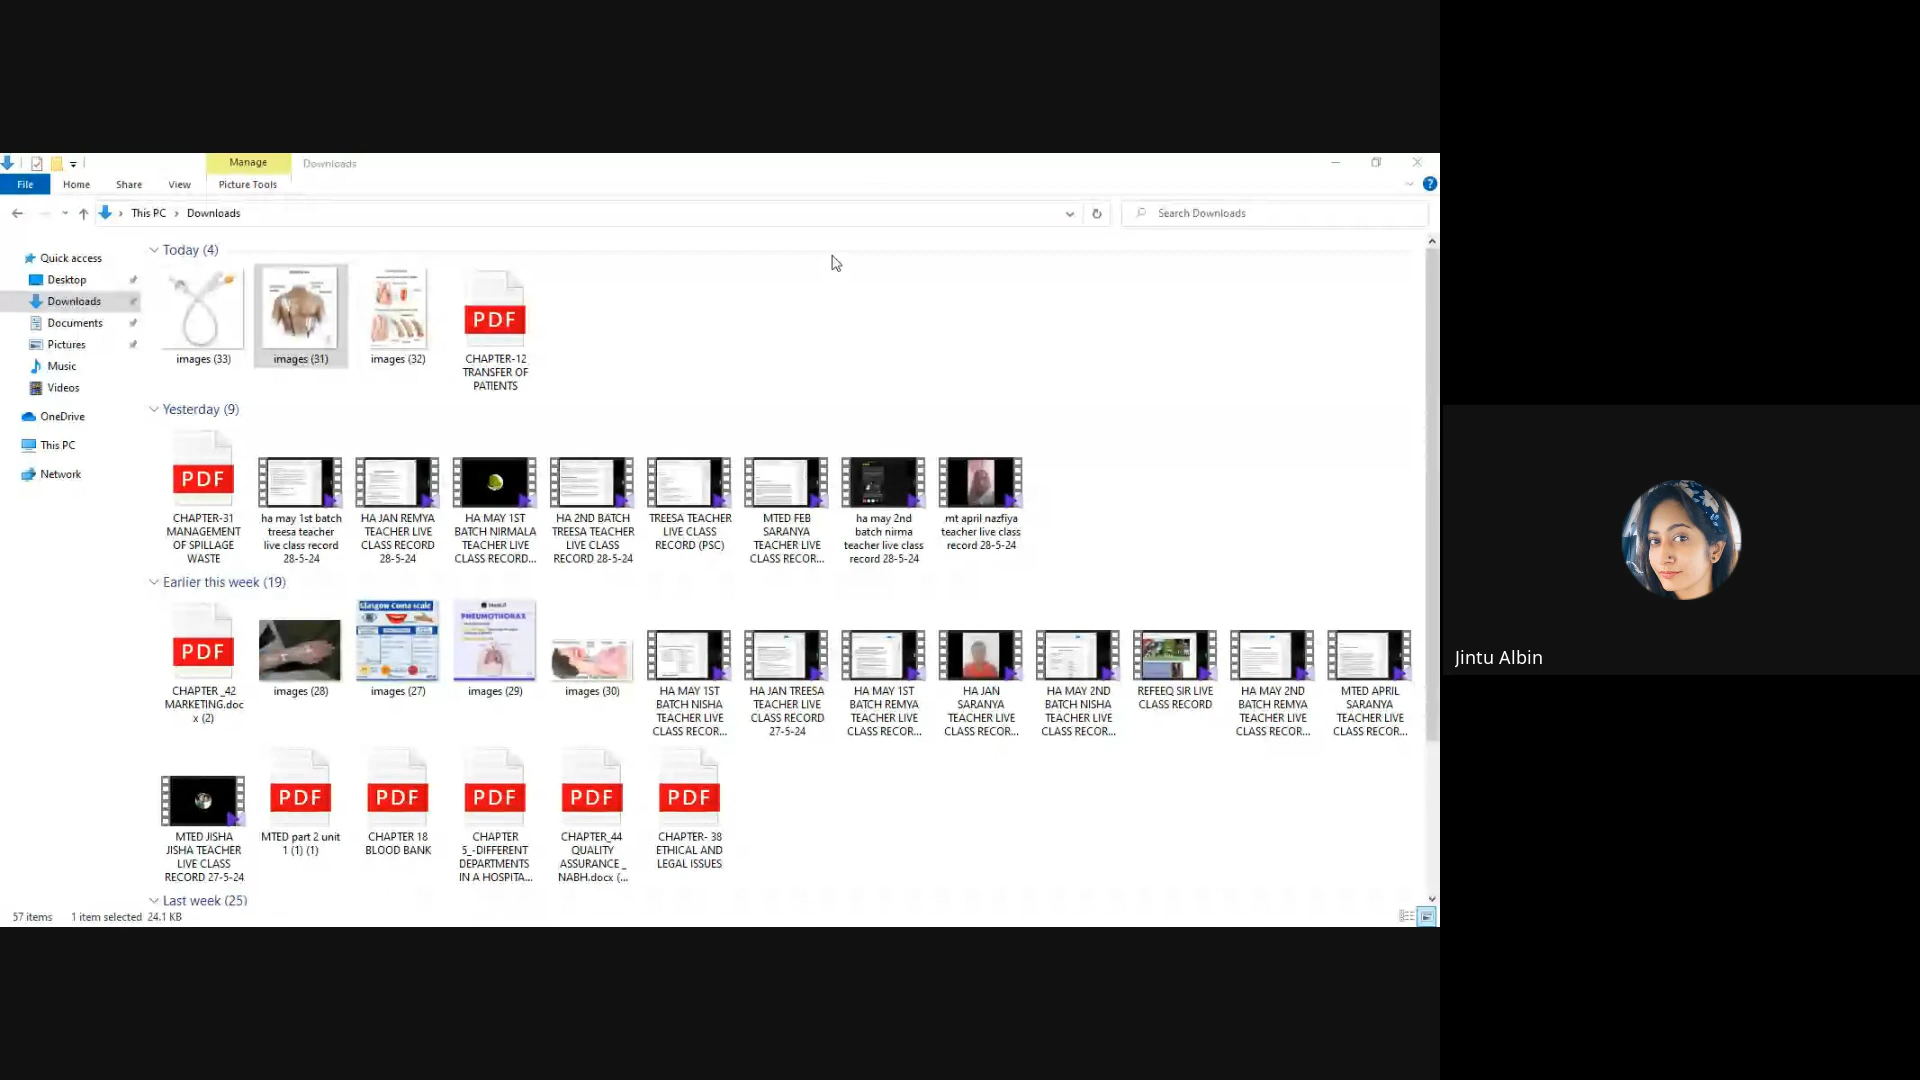 Manage
Downloads
File
Home
Share
View
Picture Tools
This PC
Downloads
Search Downloads
Quick access
Desktop
Downloads
Documents
Pictures
Music
Videos
OneDrive
This PC
Network
Today (4)
images (33)
images (31)
images (32)
PDF
CHAPTER-12
TRANSFER OF
PATIENTS
Yesterday (9)
PDF
CHAPTER-31
MANAGEMENT
OF SPILLAGE
WASTE
ha may 1st batch
treesa teacher
live class record
28-5-24
HA JAN REMYA
TEACHER LIVE
CLASS RECORD
28-5-24
HA MAY 1ST
BATCH NIRMALA
TEACHER LIVE
CLASS RECORD...
HA 2ND BATCH
TREESA TEACHER
LIVE CLASS
RECORD 28-5-24
TREESA TEACHER
LIVE CLASS
RECORD (PSC)
MTED FEB
SARANYA
TEACHER LIVE
CLASS RECOR...
ha may 2nd
batch nirma
teacher live class
record 28-5-24
mt april nazfiya
teacher live class
record 28-5-24
Earlier this week (19)
PDF
CHAPTER _42
MARKETING.doc
x (2)
images (28)
Glasgow Coma scale
images (27)
PNEUMOTHORAX
images (29)
images (30)
HA MAY 1ST
BATCH NISHA
TEACHER LIVE
CLASS RECOR...
HA JAN TREESA
TEACHER LIVE
CLASS RECORD
27-5-24
HA MAY 1ST
BATCH REMYA
TEACHER LIVE
CLASS RECOR...
HA JAN
SARANYA
TEACHER LIVE
CLASS RECOR...
HA MAY 2ND
BATCH NISHA
TEACHER LIVE
CLASS RECOR...
REFEEQ SIR LIVE
CLASS RECORD
HA MAY 2ND
BATCH REMYA
TEACHER LIVE
CLASS RECOR...
MTED APRIL
SARANYA
TEACHER LIVE
CLASS RECOR...
MTED JISHA
JISHA TEACHER
LIVE CLASS
RECORD 27-5-24
PDF
MTED part 2 unit
1 (1) (1)
PDF
CHAPTER 18
BLOOD BANK
PDF
CHAPTER
5_-DIFFERENT
DEPARTMENTS
IN A HOSPITA...
PDF
CHAPTER_44
QUALITY
ASSURANCE _
NABH.docx (...
PDF
CHAPTER- 38
ETHICAL AND
LEGAL ISSUES
Last week (25)
57 items
1 item selected 24.1 KB
Jintu Albin